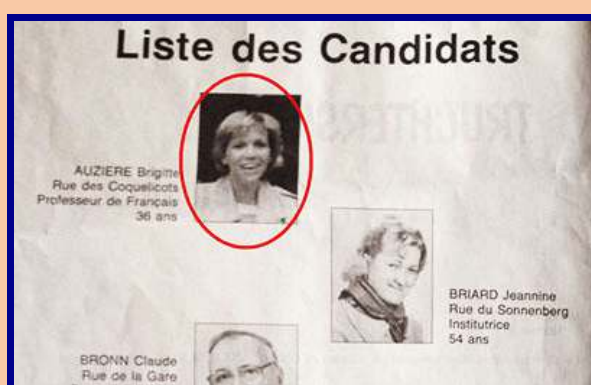 Liste des Candidats
AUZIERE Brigitte
Rue des Coquelicots
Professeur de Français
36 ans
BRIARD Jeannine
Rue du Sonnenberg
Institutrice
54 ans
BRONN Claude
Rue de la Gare